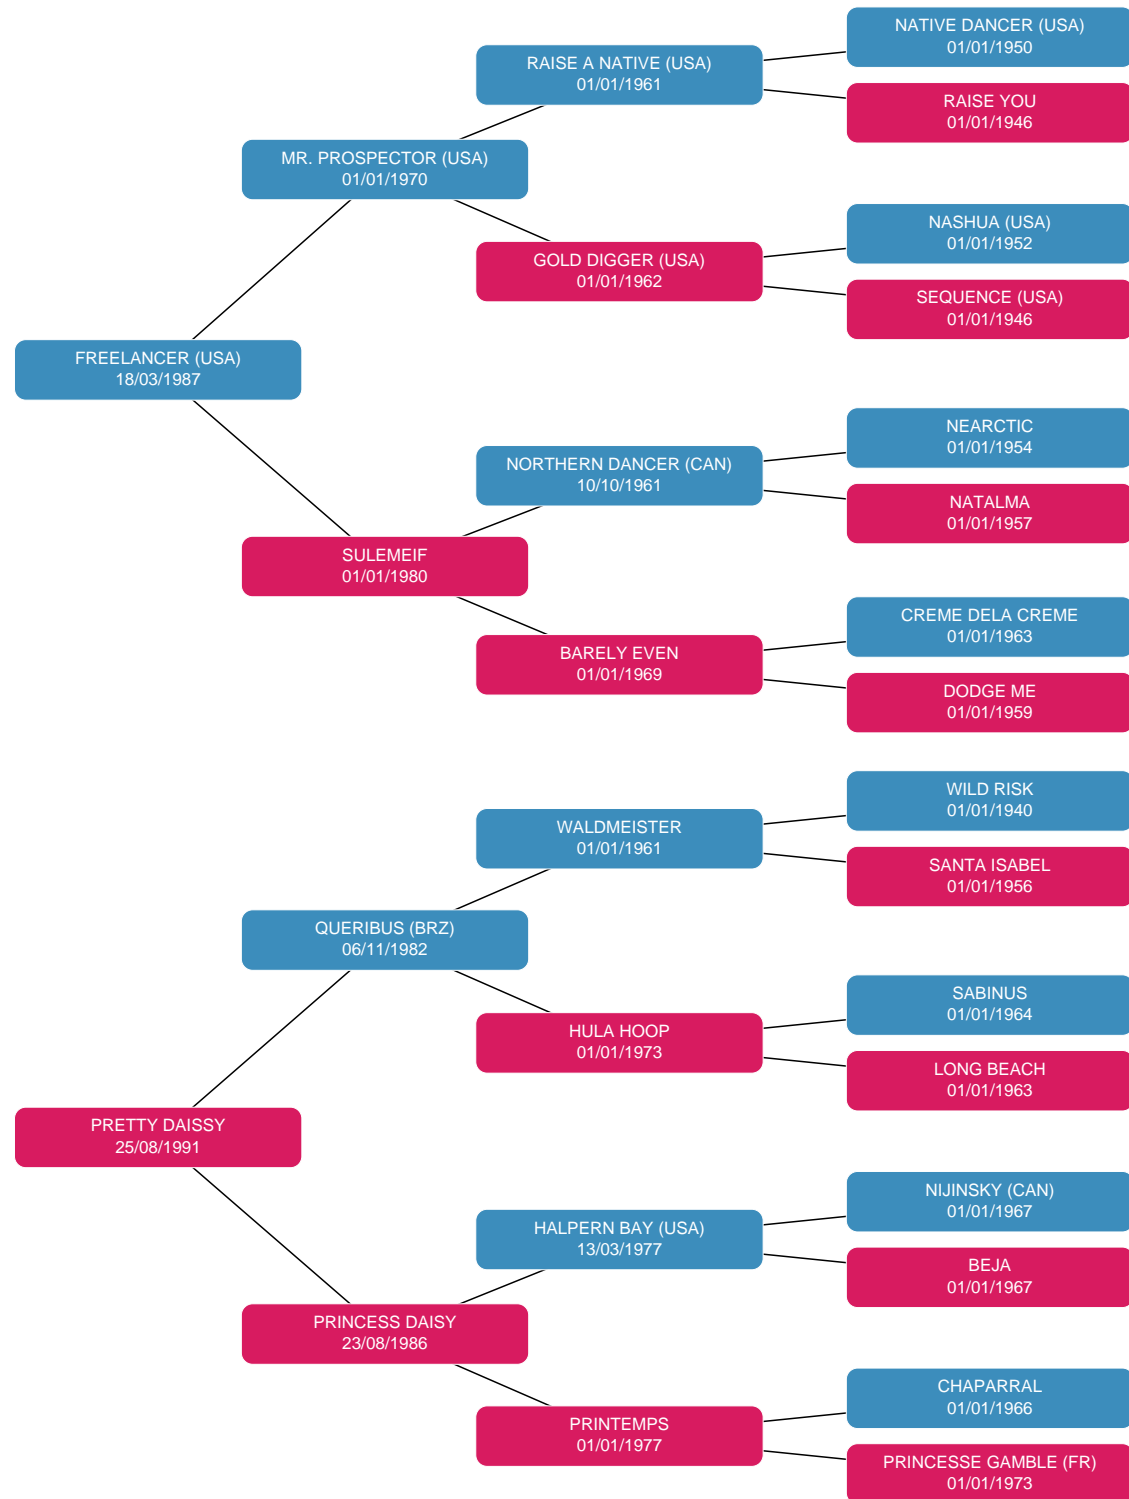 NATIVE DANCER (USA)
01/01/1950
RAISE A NATIVE (USA)
01/01/1961
RAISE YOU
01/01/1946
MR. PROSPECTOR (USA)
01/01/1970
NASHUA (USA)
01/01/1952
GOLD DIGGER (USA)
01/01/1962
SEQUENCE (USA)
01/01/1946
FREELANCER (USA)
18/03/1987
NEARCTIC
01/01/1954
NORTHERN DANCER (CAN)
10/10/1961
NATALMA
01/01/1957
SULEMEIF
01/01/1980
CREME DELA CREME
01/01/1963
BARELY EVEN
01/01/1969
DODGE ME
01/01/1959
WILD RISK
01/01/1940
WALDMEISTER
01/01/1961
SANTA ISABEL
01/01/1956
QUERIBUS (BRZ)
06/11/1982
SABINUS
01/01/1964
HULA HOOP
01/01/1973
LONG BEACH
01/01/1963
PRETTY DAISSY
25/08/1991
NIJINSKY (CAN)
01/01/1967
HALPERN BAY (USA)
13/03/1977
BEJA
01/01/1967
PRINCESS DAISY
23/08/1986
CHAPARRAL
01/01/1966
PRINTEMPS
01/01/1977
PRINCESSE GAMBLE (FR)
01/01/1973